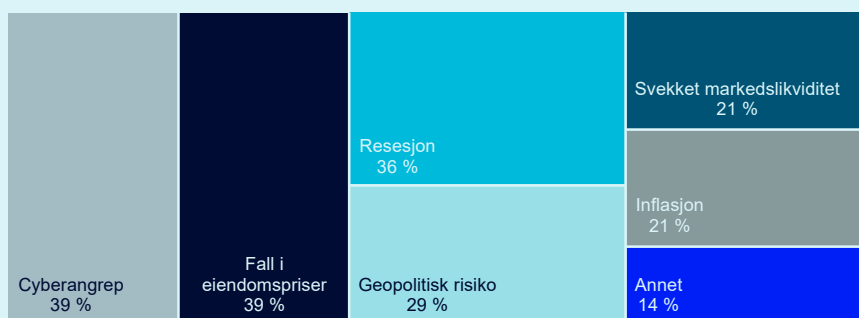 Cyberangrep
39 %
Fall i
eiendomspriser
39 %
Resesjon
36 %
Geopolitisk risiko
29 %
Svekket markedslikviditet
21 %
Inflasjon
21 %
Annet
14 %